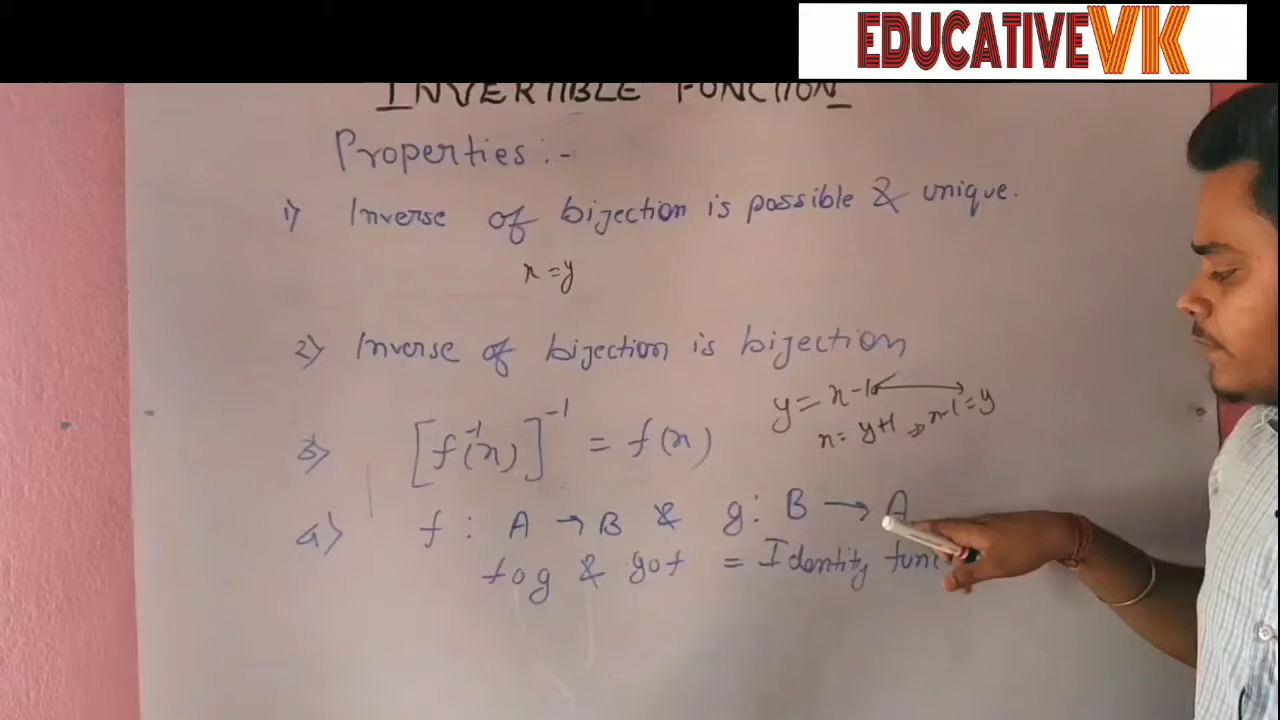 EDUCATIVEVK
INVERTIBLE FUNCTION
Properties :-
1) Inverse of bijection is possible & unique.
x = y
2) Inverse of bijection is bijection
y = x-1
x = y+1 ⇒ x-1 = y
3) [f⁻¹(x)]⁻¹ = f(x)
4) f : A → B & g : B → A
fog & gof = Identity func